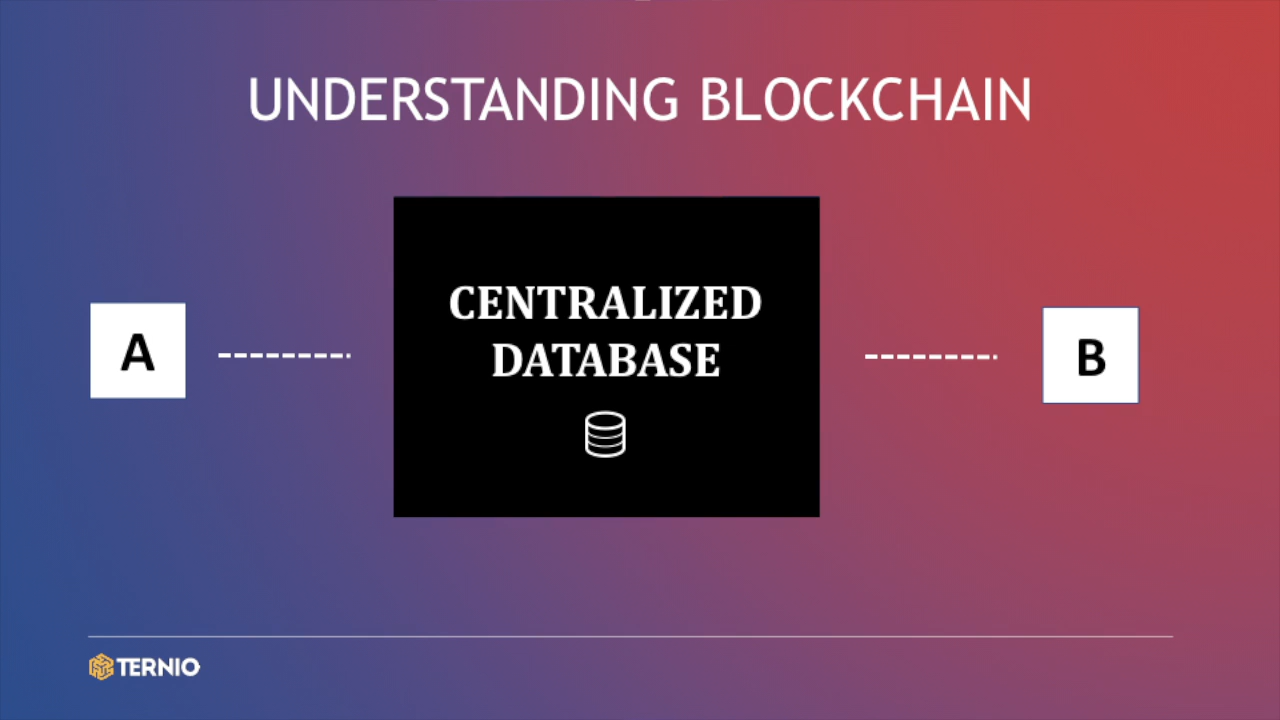 UNDERSTANDING BLOCKCHAIN
CENTRALIZED
DATABASE
A
B
TERNIO